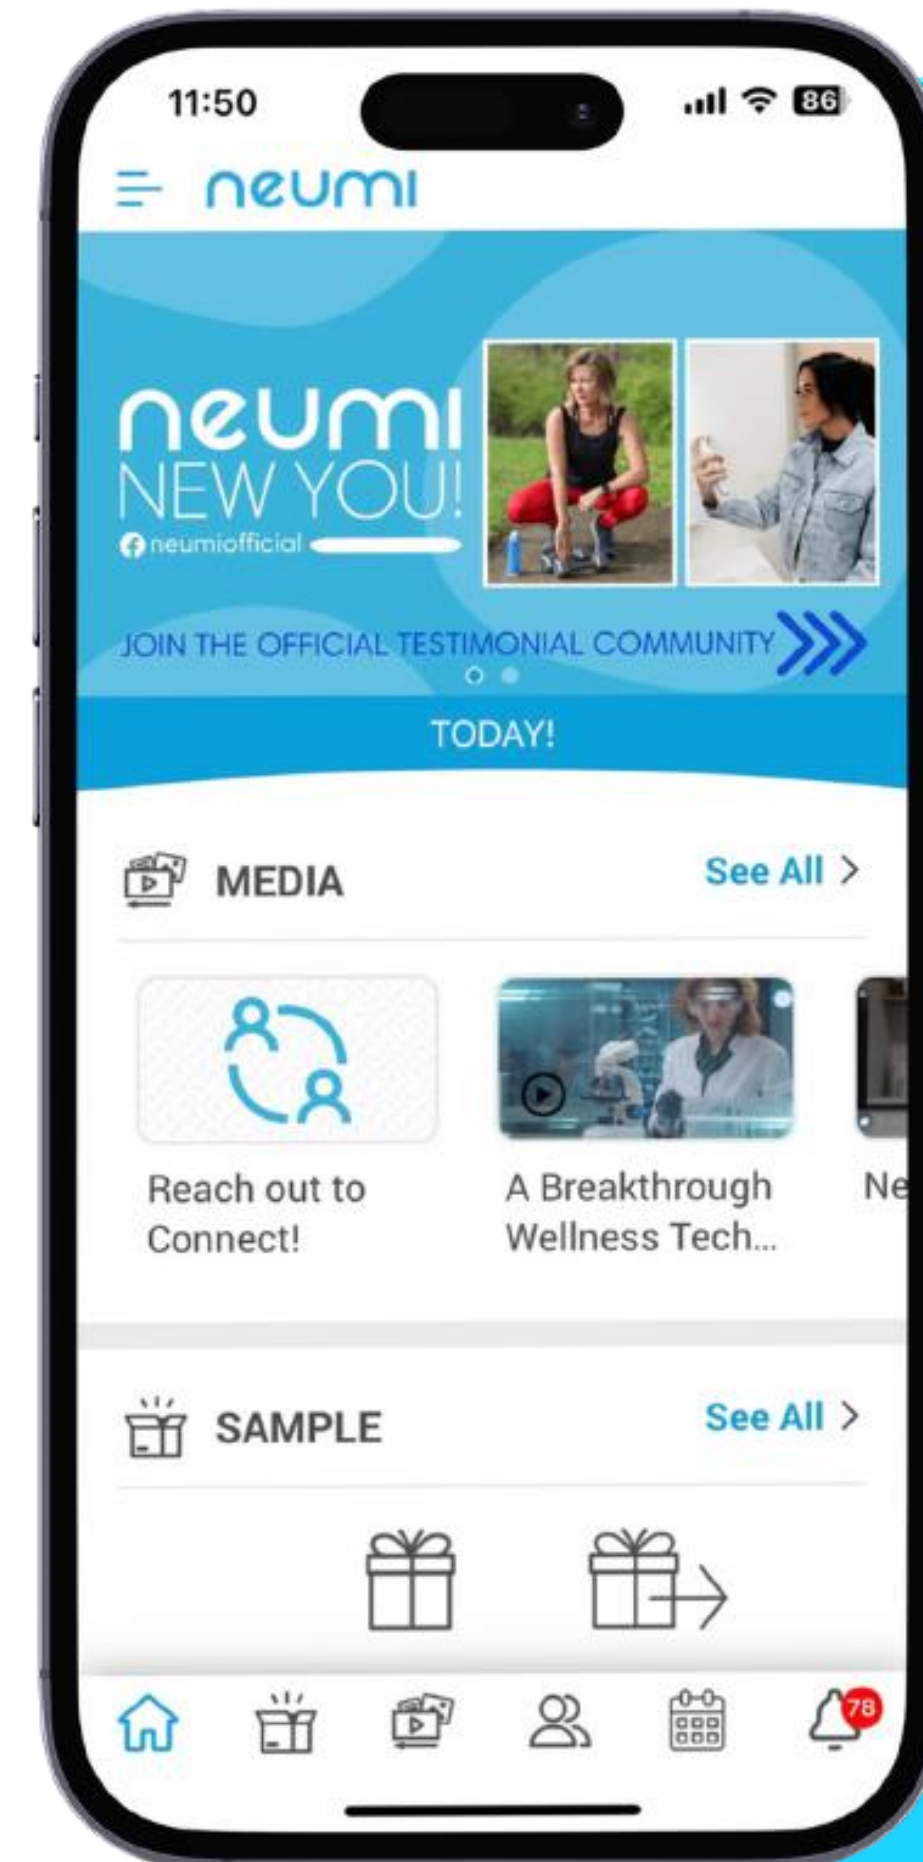 11:50
86
neumi
neumi
NEW YOU!
neumiofficial
JOIN THE OFFICIAL TESTIMONIAL COMMUNITY
TODAY!
MEDIA
See All >
Reach out to
Connect!
A Breakthrough
Wellness Tech...
Ne
SAMPLE
See All >
78